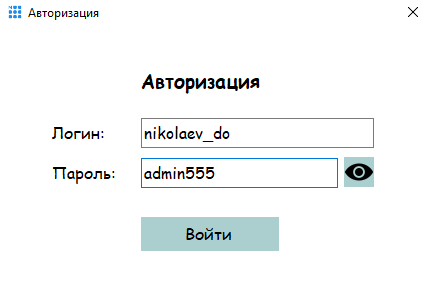 Авторизация
Авторизация
Логин: nikolaev_do
Пароль: admin555
Войти